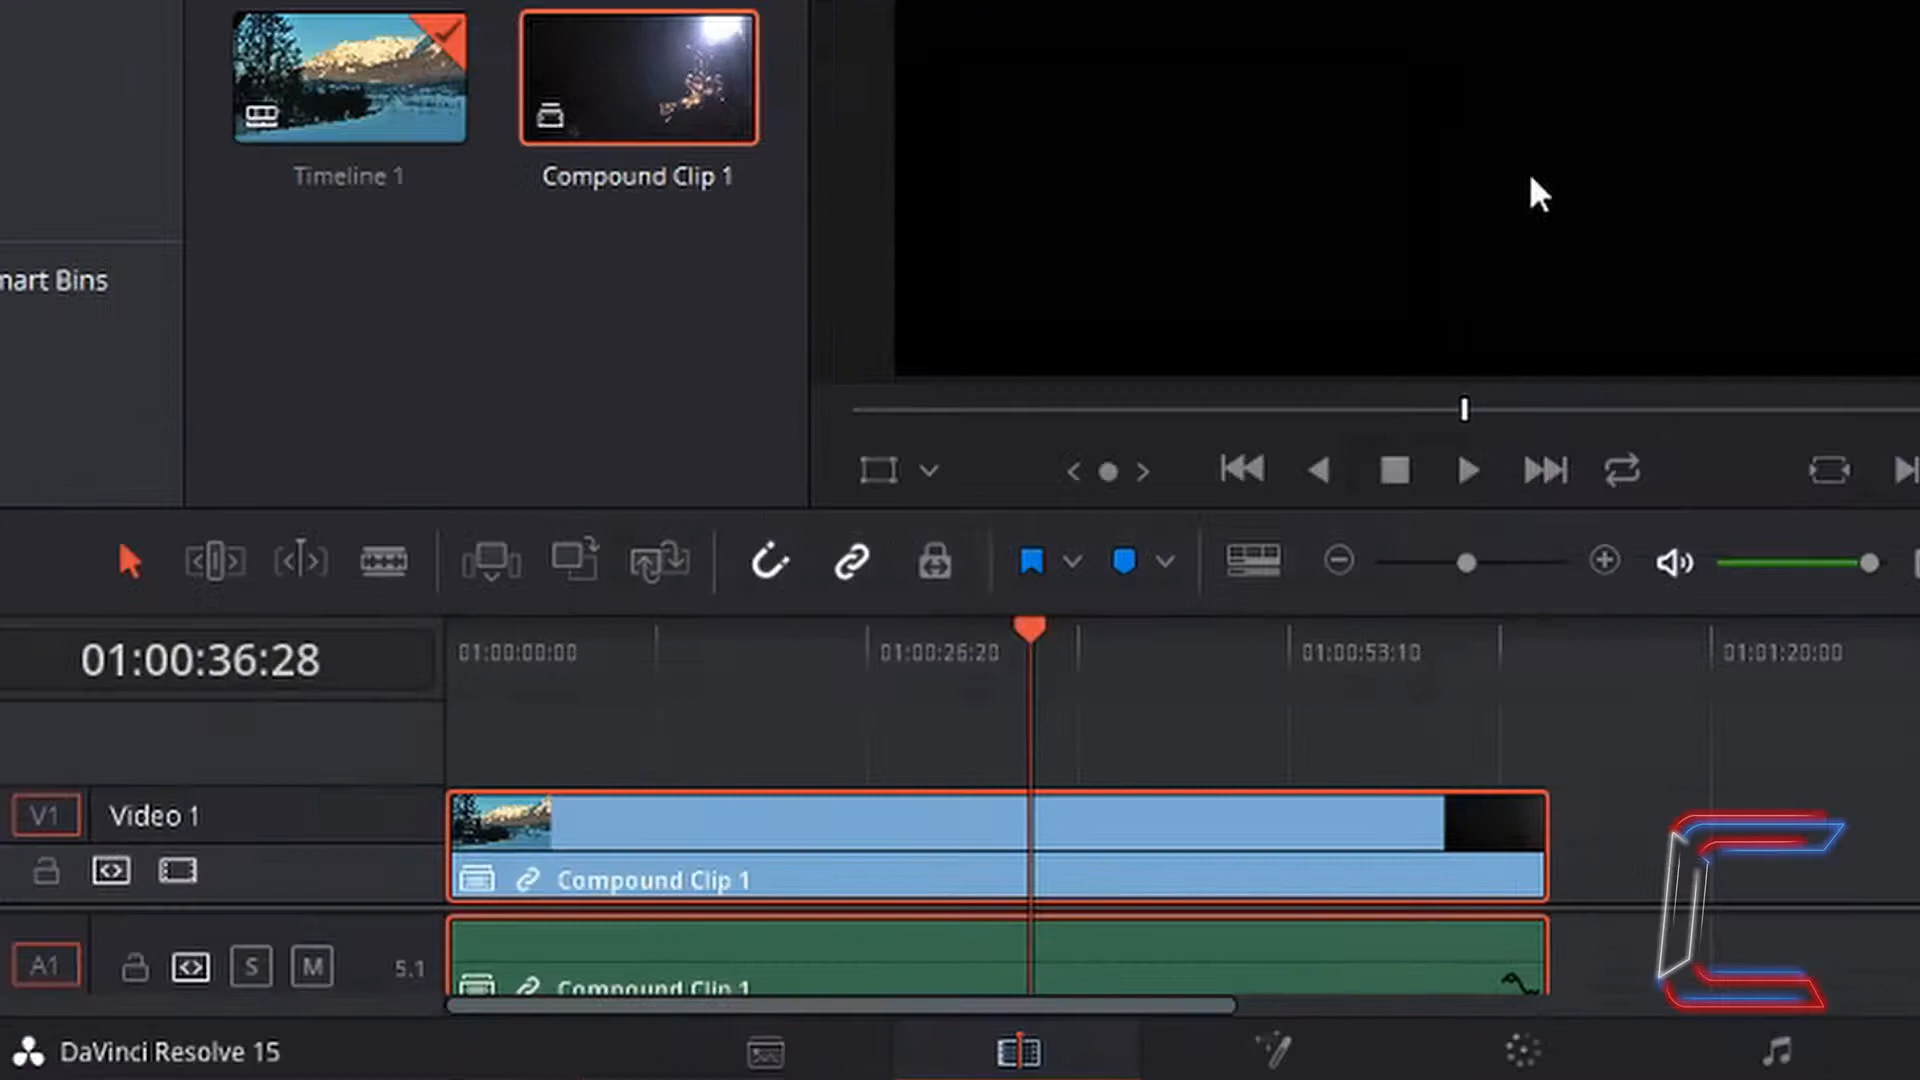 Timeline 1
Compound Clip 1
mart Bins
01:00:36:28
01:00:00:00
01:00:26:20
01:00:53:10
01:01:20:00
V1
Video 1
Compound Clip 1
A1
S
M
5.1
Compound Clip 1
DaVinci Resolve 15